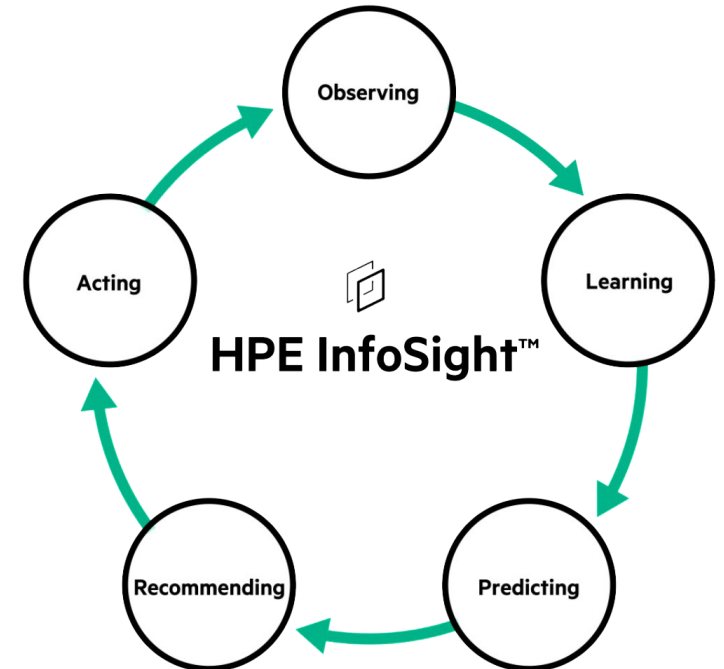 Observing
Learning
Predicting
Recommending
Acting
HPE InfoSight™